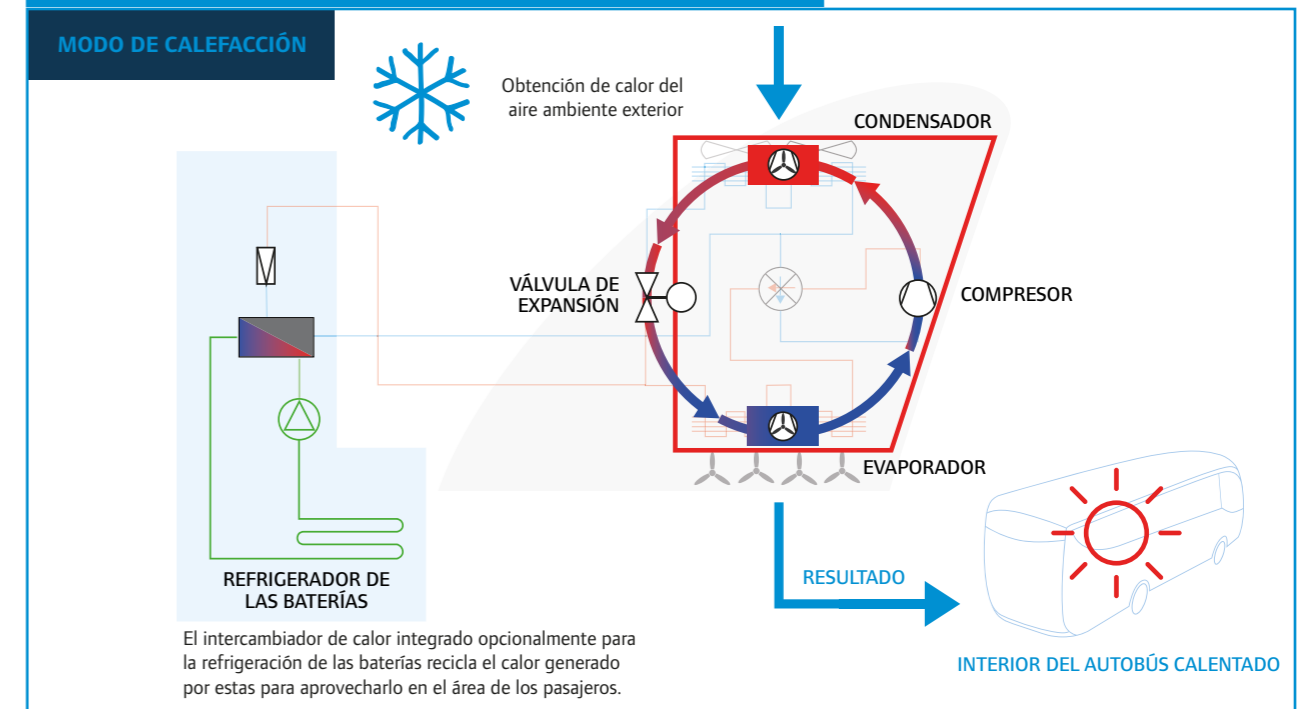 MODO DE CALEFACCIÓN
Obtención de calor del
aire ambiente exterior
CONDENSADOR
VÁLVULA DE
EXPANSIÓN
COMPRESOR
EVAPORADOR
REFRIGERADOR DE
LAS BATERÍAS
RESULTADO
El intercambiador de calor integrado opcionalmente para
la refrigeración de las baterías recicla el calor generado
por estas para aprovecharlo en el área de los pasajeros.
INTERIOR DEL AUTOBÚS CALENTADO